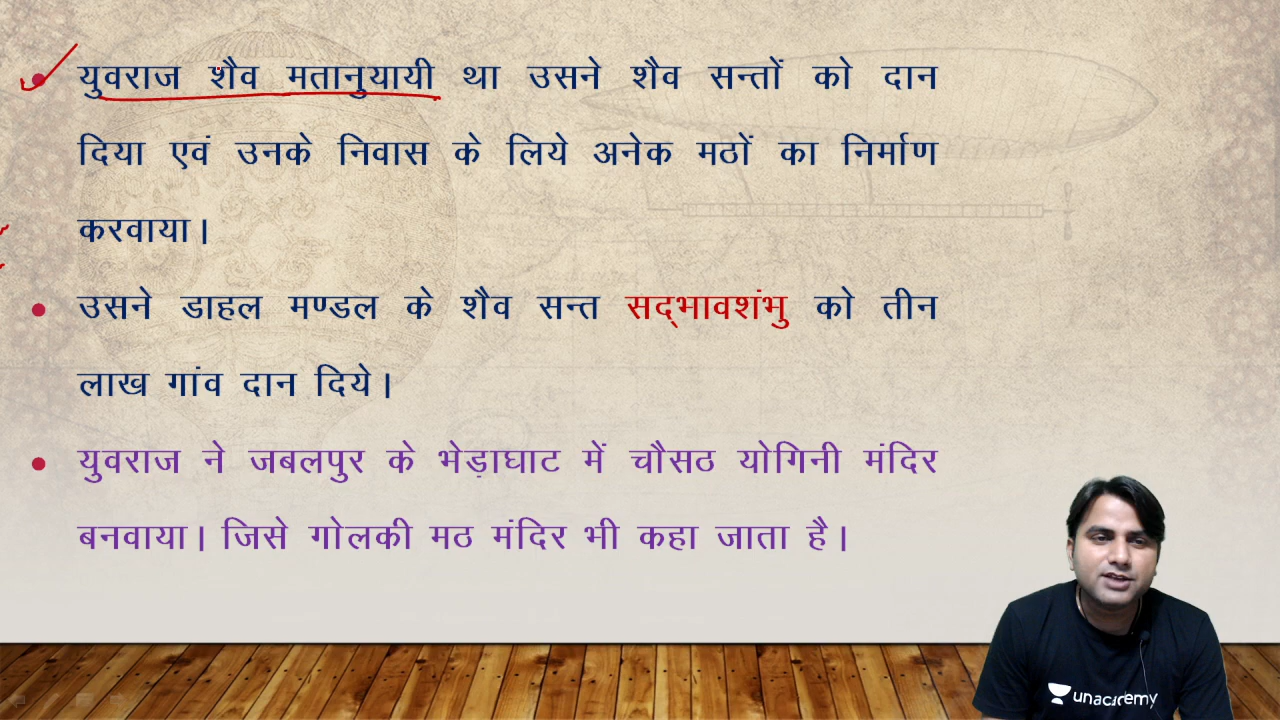 युवराज शैव मतानुयायी था उसने शैव सन्तों को दान
दिया एवं उनके निवास के लिये अनेक मठों का निर्माण
करवाया।
उसने डाहल मण्डल के शैव सन्त सद्भावशंभु को तीन
लाख गांव दान दिये।
युवराज ने जबलपुर के भेड़ाघाट में चौसठ योगिनी मंदिर
बनवाया। जिसे गोलकी मठ मंदिर भी कहा जाता है।
unacademy